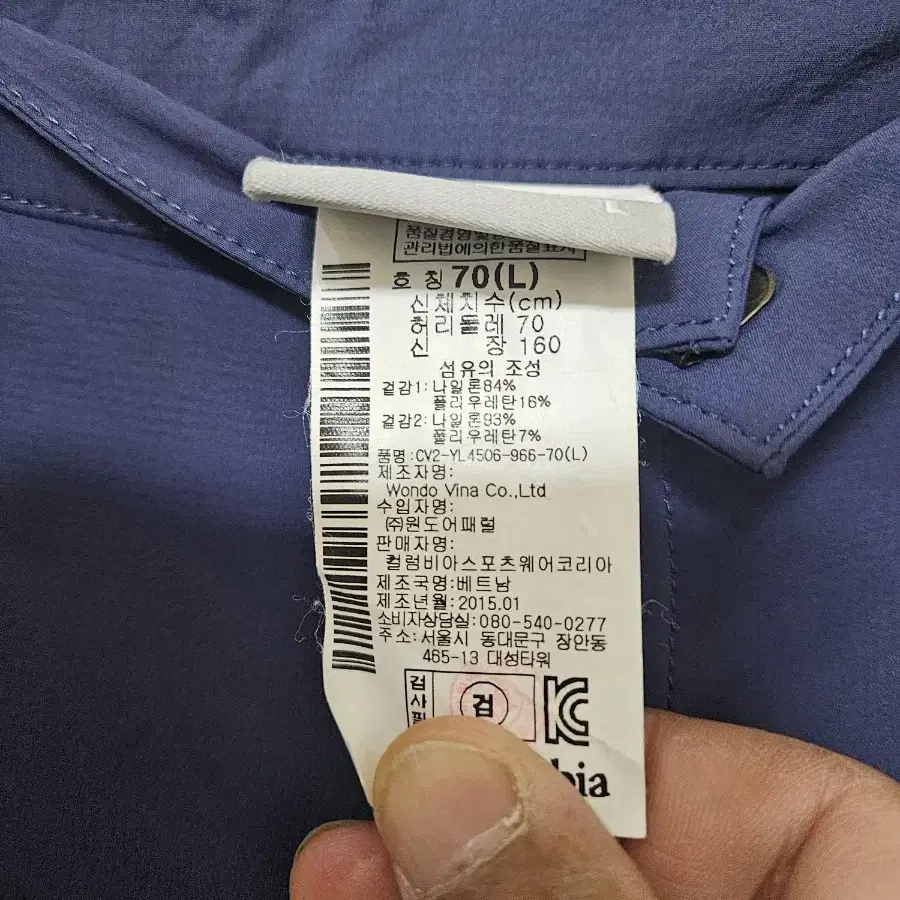 관리법에의한품질표시
호 칭 70(L)
신체치수(cm)
허리둘레 70
신 장 160
섬유의 조성
겉감1: 나일론84%
폴리우레탄16%
겉감2: 나일론93%
폴리우레탄7%
품명:CV2-YL4506-966-70(L)
제조자명:
Wondo Vina Co.,Ltd
수입자명:
㈜원도어패럴
판매자명:
컬럼비아스포츠웨어코리아
제조국명:베트남
제조년월:2015.01
소비자상담실:080-540-0277
주소:서울시 동대문구 장안동
465-13 대성타워
검사필
검
bia